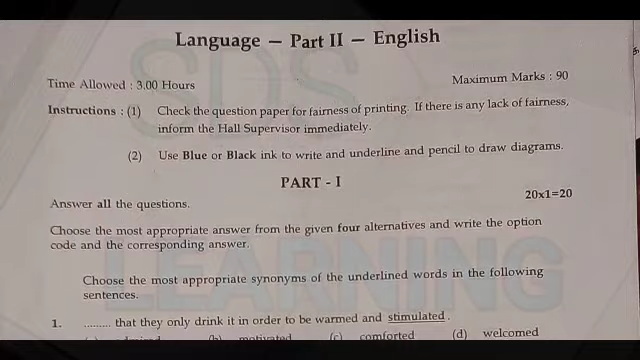 Language — Part II — English
Time Allowed : 3.00 Hours Maximum Marks : 90
Instructions : (1) Check the question paper for fairness of printing. If there is any lack of fairness,
inform the Hall Supervisor immediately.
(2) Use Blue or Black ink to write and underline and pencil to draw diagrams.
PART - I
Answer all the questions. 20x1=20
Choose the most appropriate answer from the given four alternatives and write the option
code and the corresponding answer.
Choose the most appropriate synonyms of the underlined words in the following
sentences.
1. ......... that they only drink it in order to be warmed and stimulated.
(a) admired (b) motivated (c) comforted (d) welcomed
SDS
LEARNING